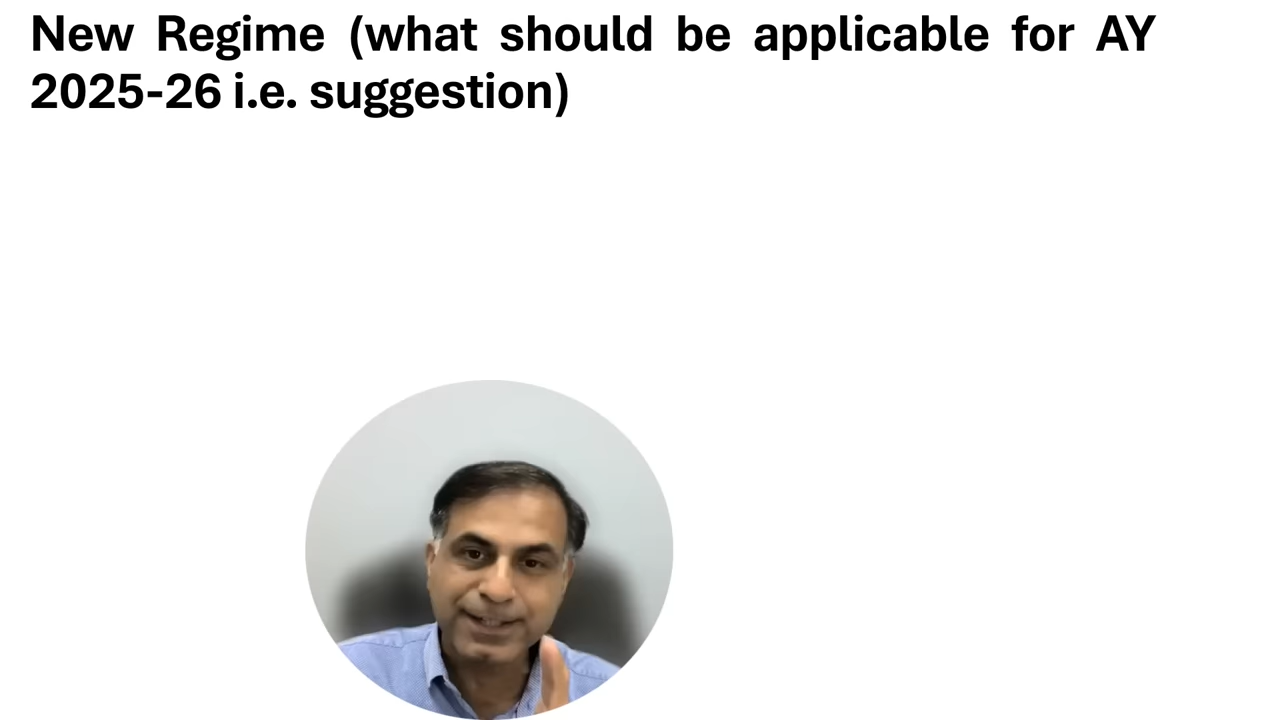 New Regime (what should be applicable for AY
2025-26 i.e. suggestion)